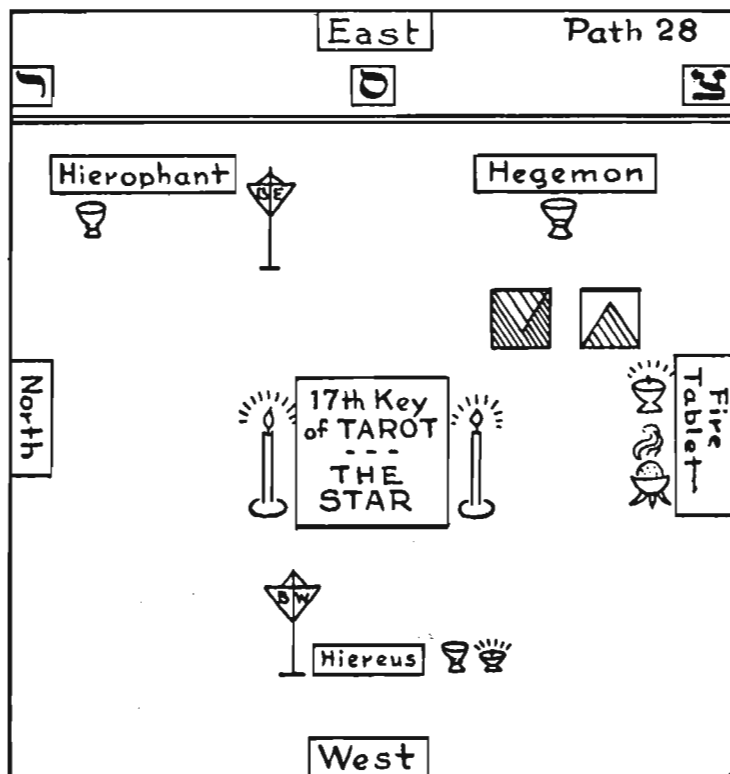 East
Path 28
ר
ס
צ
Hierophant
B E
Hegemon
North
17th Key
of TAROT
---
THE
STAR
Fire
Tablet
B W
Hiereus
West